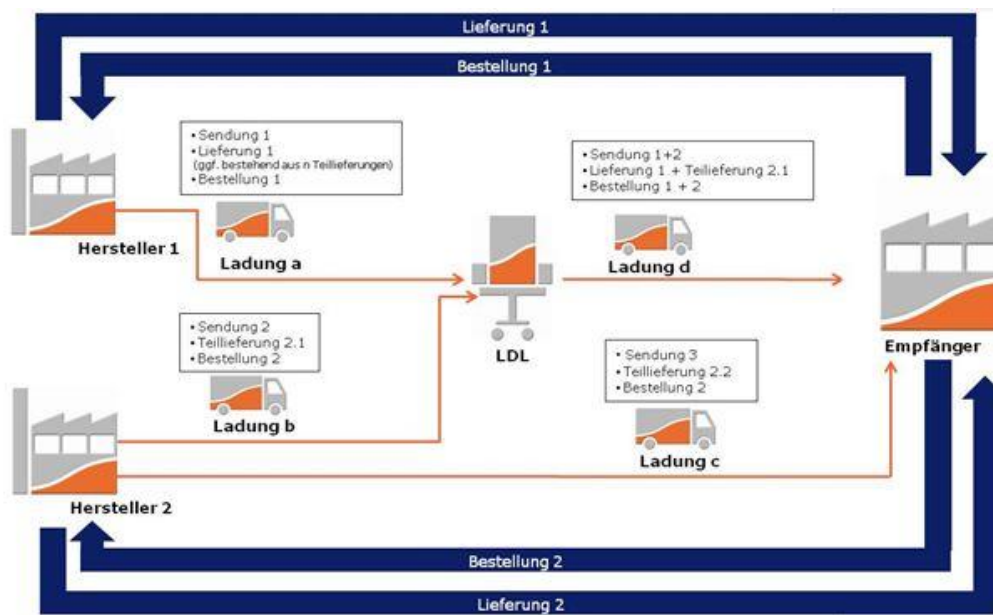 Lieferung 1
Bestellung 1
• Sendung 1
• Lieferung 1
(ggf. bestehend aus n Teillieferungen)
• Bestellung 1
Hersteller 1
Ladung a
• Sendung 1+2
• Lieferung 1 + Teilieferung 2.1
• Bestellung 1 + 2
Ladung d
LDL
Empfänger
• Sendung 2
• Teillieferung 2.1
• Bestellung 2
Ladung b
• Sendung 3
• Teillieferung 2.2
• Bestellung 2
Ladung c
Hersteller 2
Bestellung 2
Lieferung 2